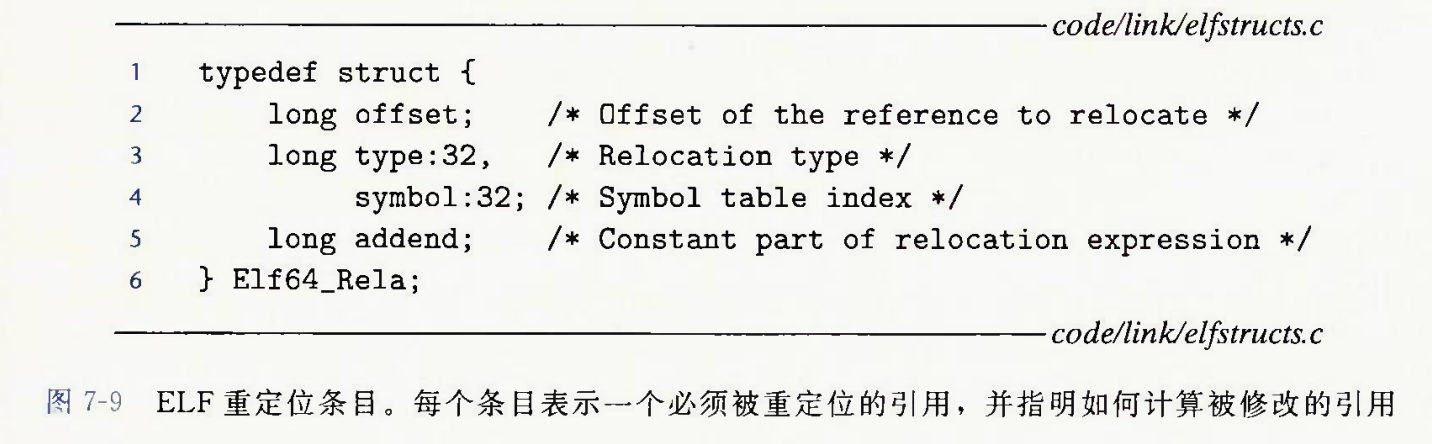 code/link/elfstructs.c
1 typedef struct {
2 long offset; /* Offset of the reference to relocate */
3 long type:32, /* Relocation type */
4 symbol:32; /* Symbol table index */
5 long addend; /* Constant part of relocation expression */
6 } Elf64_Rela;
code/link/elfstructs.c
图 7-9 ELF 重定位条目。每个条目表示一个必须被重定位的引用，并指明如何计算被修改的引用